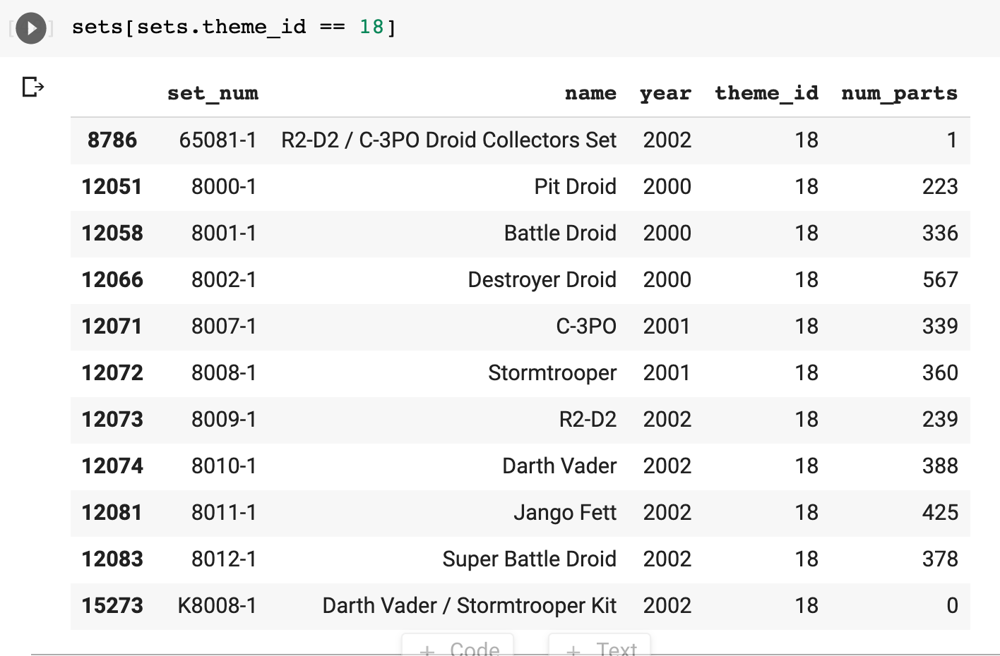 sets[sets.theme_id == 18]
set_num name year theme_id num_parts
8786 65081-1 R2-D2 / C-3PO Droid Collectors Set 2002 18 1
12051 8000-1 Pit Droid 2000 18 223
12058 8001-1 Battle Droid 2000 18 336
12066 8002-1 Destroyer Droid 2000 18 567
12071 8007-1 C-3PO 2001 18 339
12072 8008-1 Stormtrooper 2001 18 360
12073 8009-1 R2-D2 2002 18 239
12074 8010-1 Darth Vader 2002 18 388
12081 8011-1 Jango Fett 2002 18 425
12083 8012-1 Super Battle Droid 2002 18 378
15273 K8008-1 Darth Vader / Stormtrooper Kit 2002 18 0
+ Code + Text